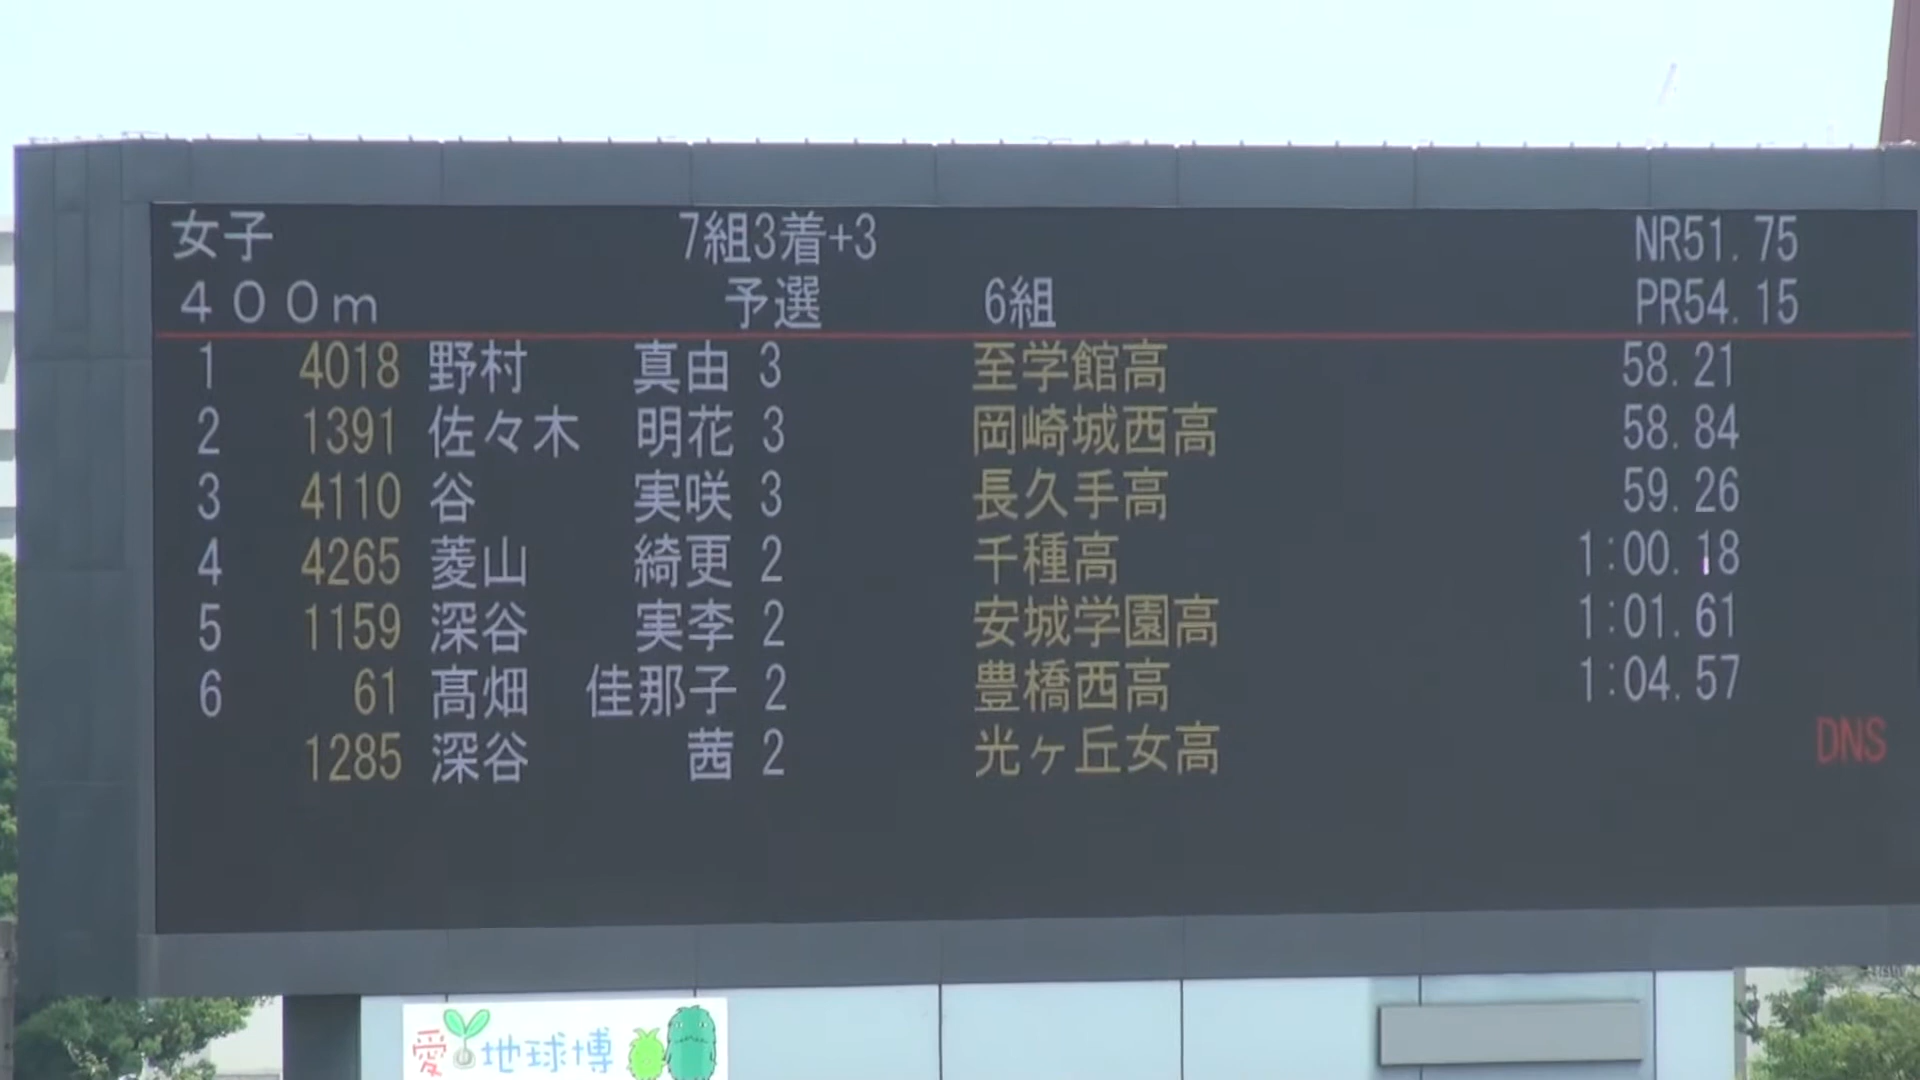 女子 7組3着+3 NR51.75
400m 予選 6組 PR54.15
1 4018 野村 真由 3 至学館高 58.21
2 1391 佐々木 明花 3 岡崎城西高 58.84
3 4110 谷 実咲 3 長久手高 59.26
4 4265 菱山 綺更 2 千種高 1:00.18
5 1159 深谷 実李 2 安城学園高 1:01.61
6 61 髙畑 佳那子 2 豊橋西高 1:04.57
1285 深谷 茜 2 光ヶ丘女高 DNS
愛 地球博